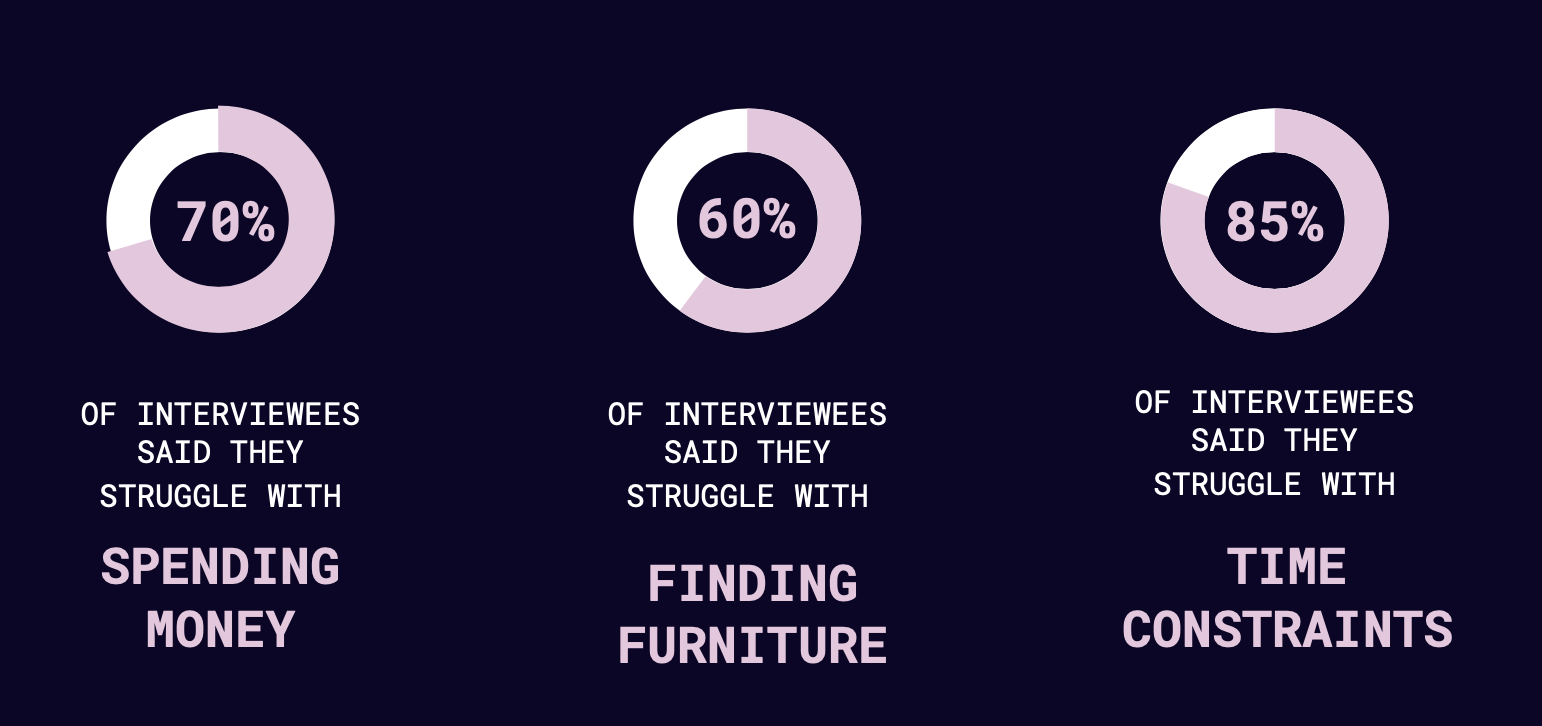 70%
OF INTERVIEWEES
SAID THEY
STRUGGLE WITH
SPENDING
MONEY
60%
OF INTERVIEWEES
SAID THEY
STRUGGLE WITH
FINDING
FURNITURE
85%
OF INTERVIEWEES
SAID THEY
STRUGGLE WITH
TIME
CONSTRAINTS